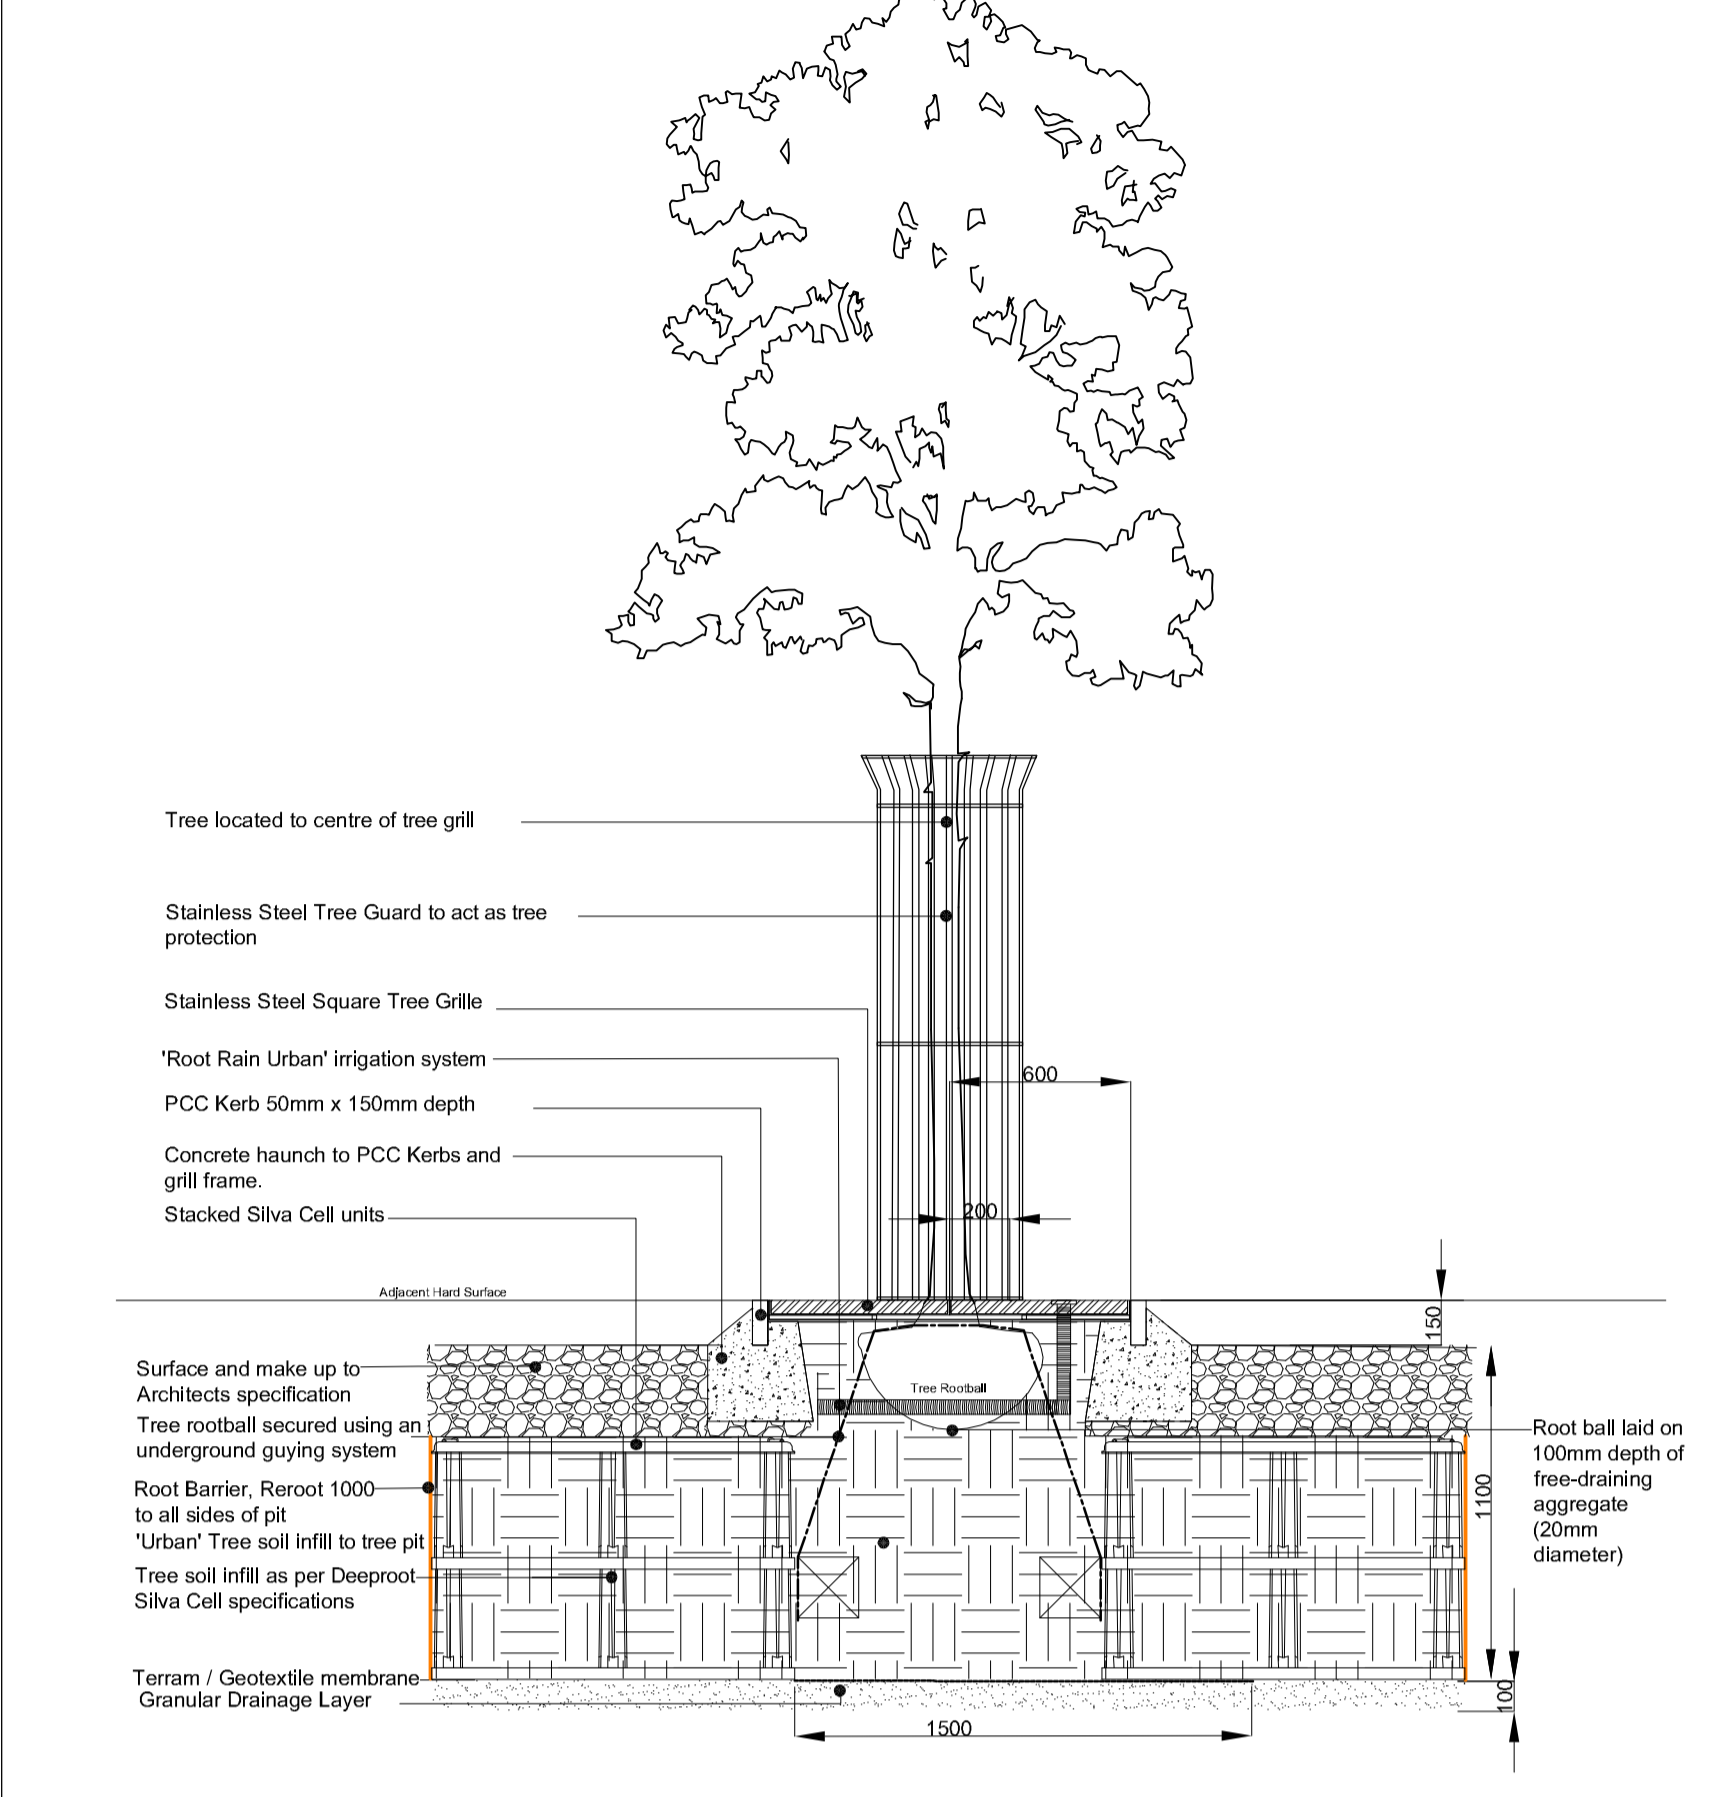 Tree located to centre of tree grill
Stainless Steel Tree Guard to act as tree
protection
Stainless Steel Square Tree Grille
'Root Rain Urban' irrigation system
600
PCC Kerb 50mm x 150mm depth
Concrete haunch to PCC Kerbs and
grill frame.
Stacked Silva Cell units
200
Adjacent Hard Surface
150
Surface and make up to
Architects specification
Tree Rootball
Tree rootball secured using an
underground guying system
Root ball laid on
100mm depth of
free-draining
aggregate
(20mm
diameter)
1100
Root Barrier, Reroot 1000
to all sides of pit
'Urban' Tree soil infill to tree pit
Tree soil infill as per Deeproot
Silva Cell specifications
Terram / Geotextile membrane
Granular Drainage Layer
100
1500